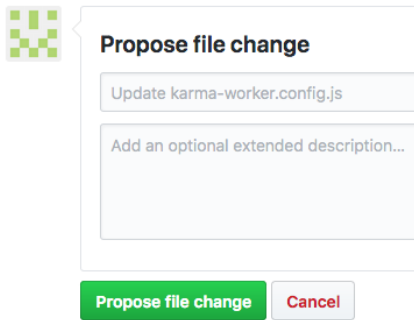 Propose file change
Update karma-worker.config.js
Add an optional extended description...
Propose file change
Cancel